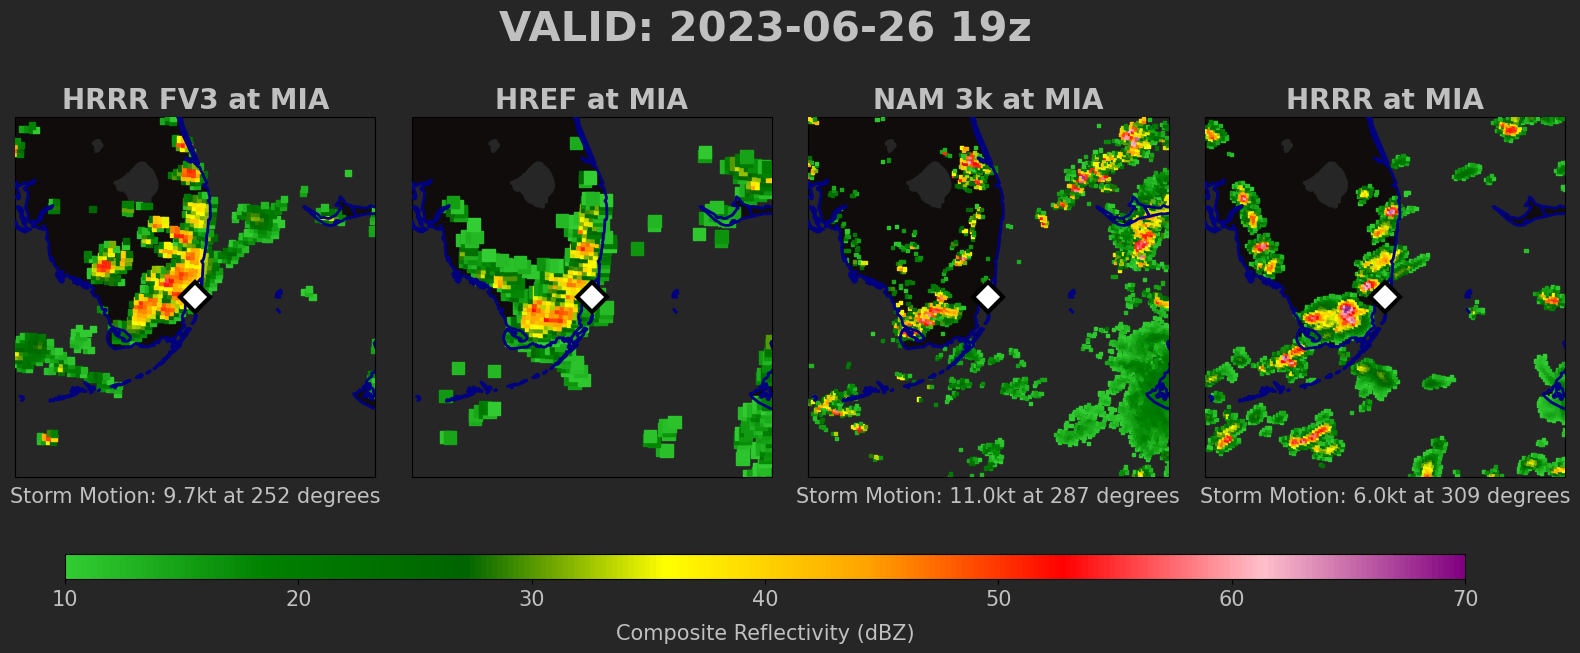 VALID: 2023-06-26 19z
HRRR FV3 at MIA
HREF at MIA
NAM 3k at MIA
HRRR at MIA
Storm Motion: 9.7kt at 252 degrees
Storm Motion: 11.0kt at 287 degrees
Storm Motion: 6.0kt at 309 degrees
10 20 30 40 50 60 70
Composite Reflectivity (dBZ)